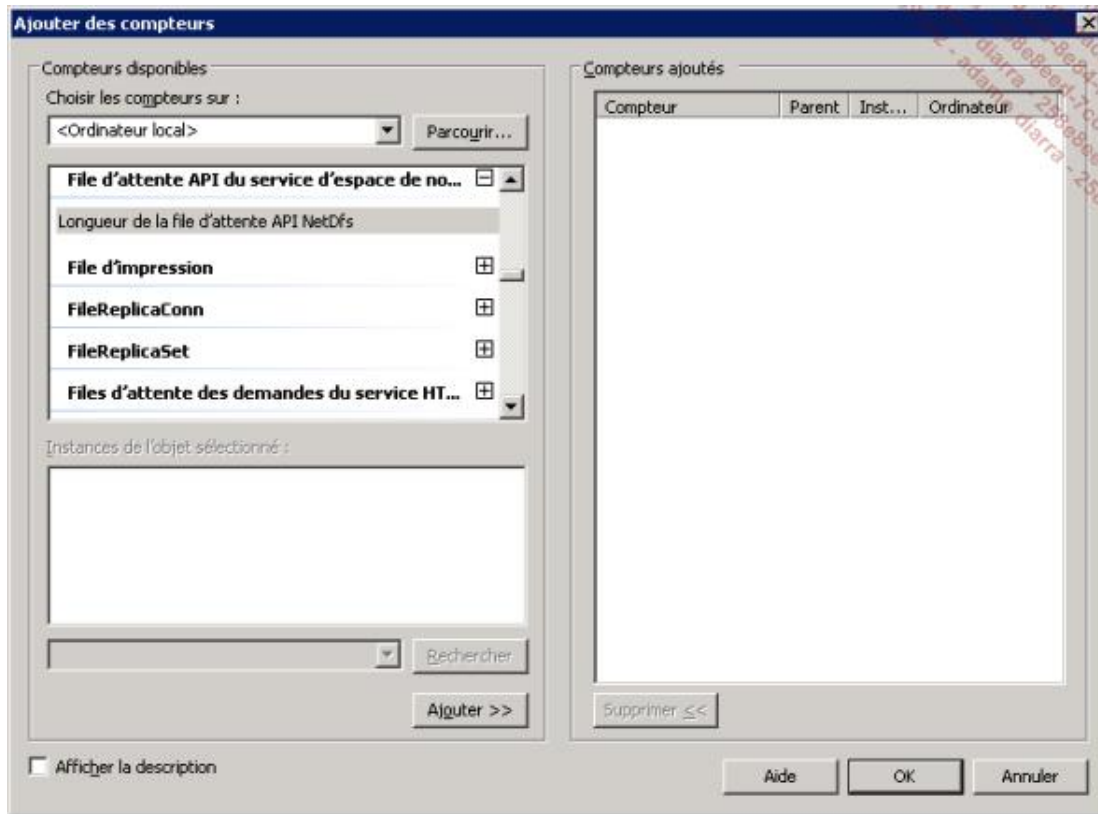 Ajouter des compteurs
Compteurs disponibles
Choisir les compteurs sur :
<Ordinateur local>
Parcourir...
File d'attente API du service d'espace de no...
Longueur de la file d'attente API NetDfs
File d'impression
FileReplicaConn
FileReplicaSet
Files d'attente des demandes du service HT...
Instances de l'objet sélectionné :
Rechercher
Ajouter >>
Afficher la description
Compteurs ajoutés
Compteur Parent Inst... Ordinateur
Supprimer <<
Aide OK Annuler
adama diarra
diarra